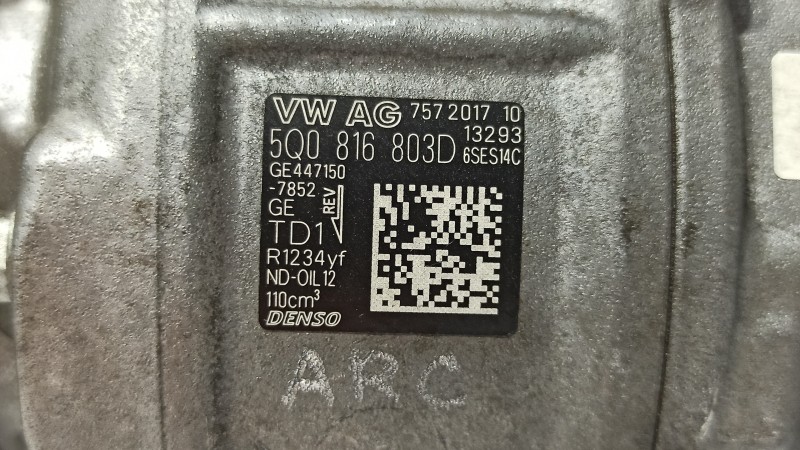 VW AG 757 2017 10
13293
5Q0 816 803D 6SES14C
GE447150
-7852
GE REV
TD1
R1234yf
ND-OIL12
110cm³
DENSO
ARC